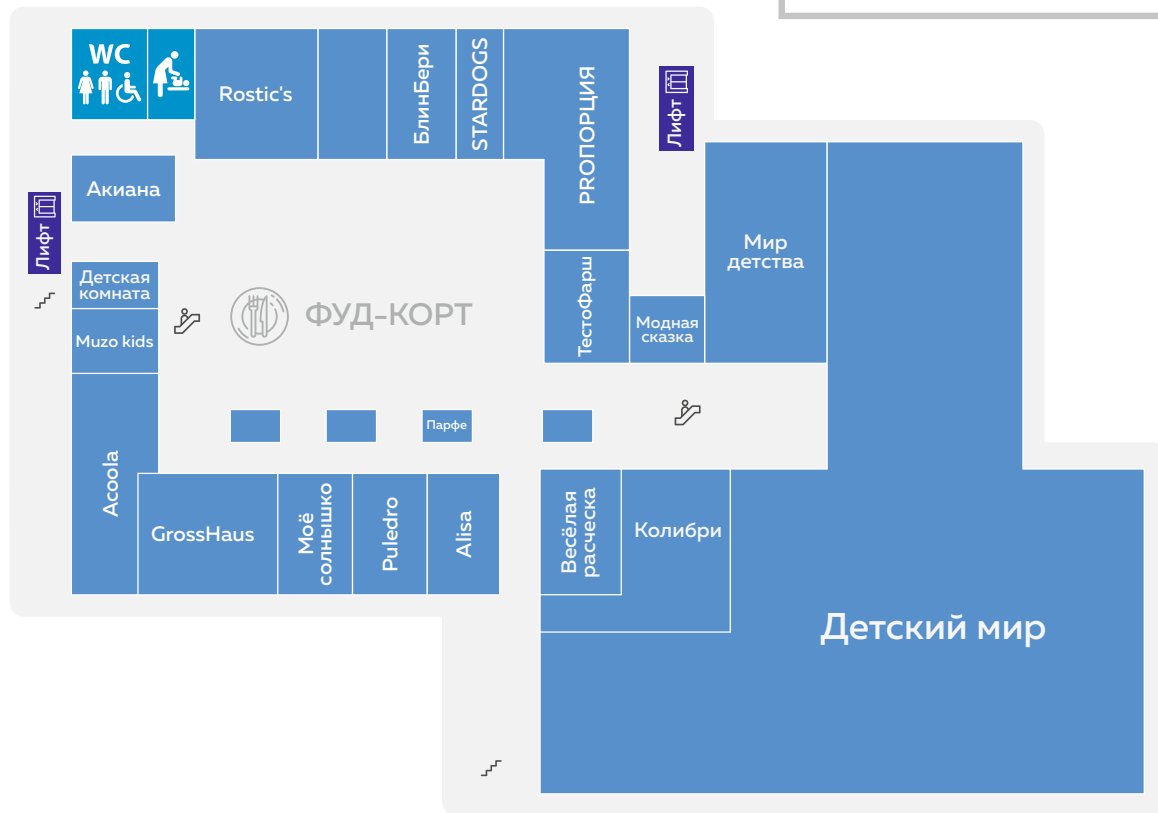 WC
Rostic's
БлинБери
STARDOGS
PROПОРЦИЯ
Лифт
Акиана
Лифт
Мир
детства
Детская
комната
Muzo kids
ФУД-КОРТ
ТестоФарш
Модная
сказка
Парфе
Acoola
GrossHaus
Моё
солнышко
Puledro
Alisa
Весёлая
расческа
Колибри
Детский мир